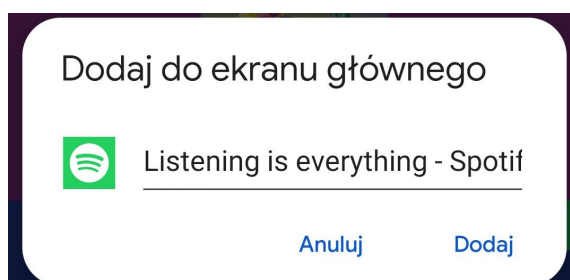 Dodaj do ekranu głównego
Listening is everything - Spotif
Anuluj Dodaj